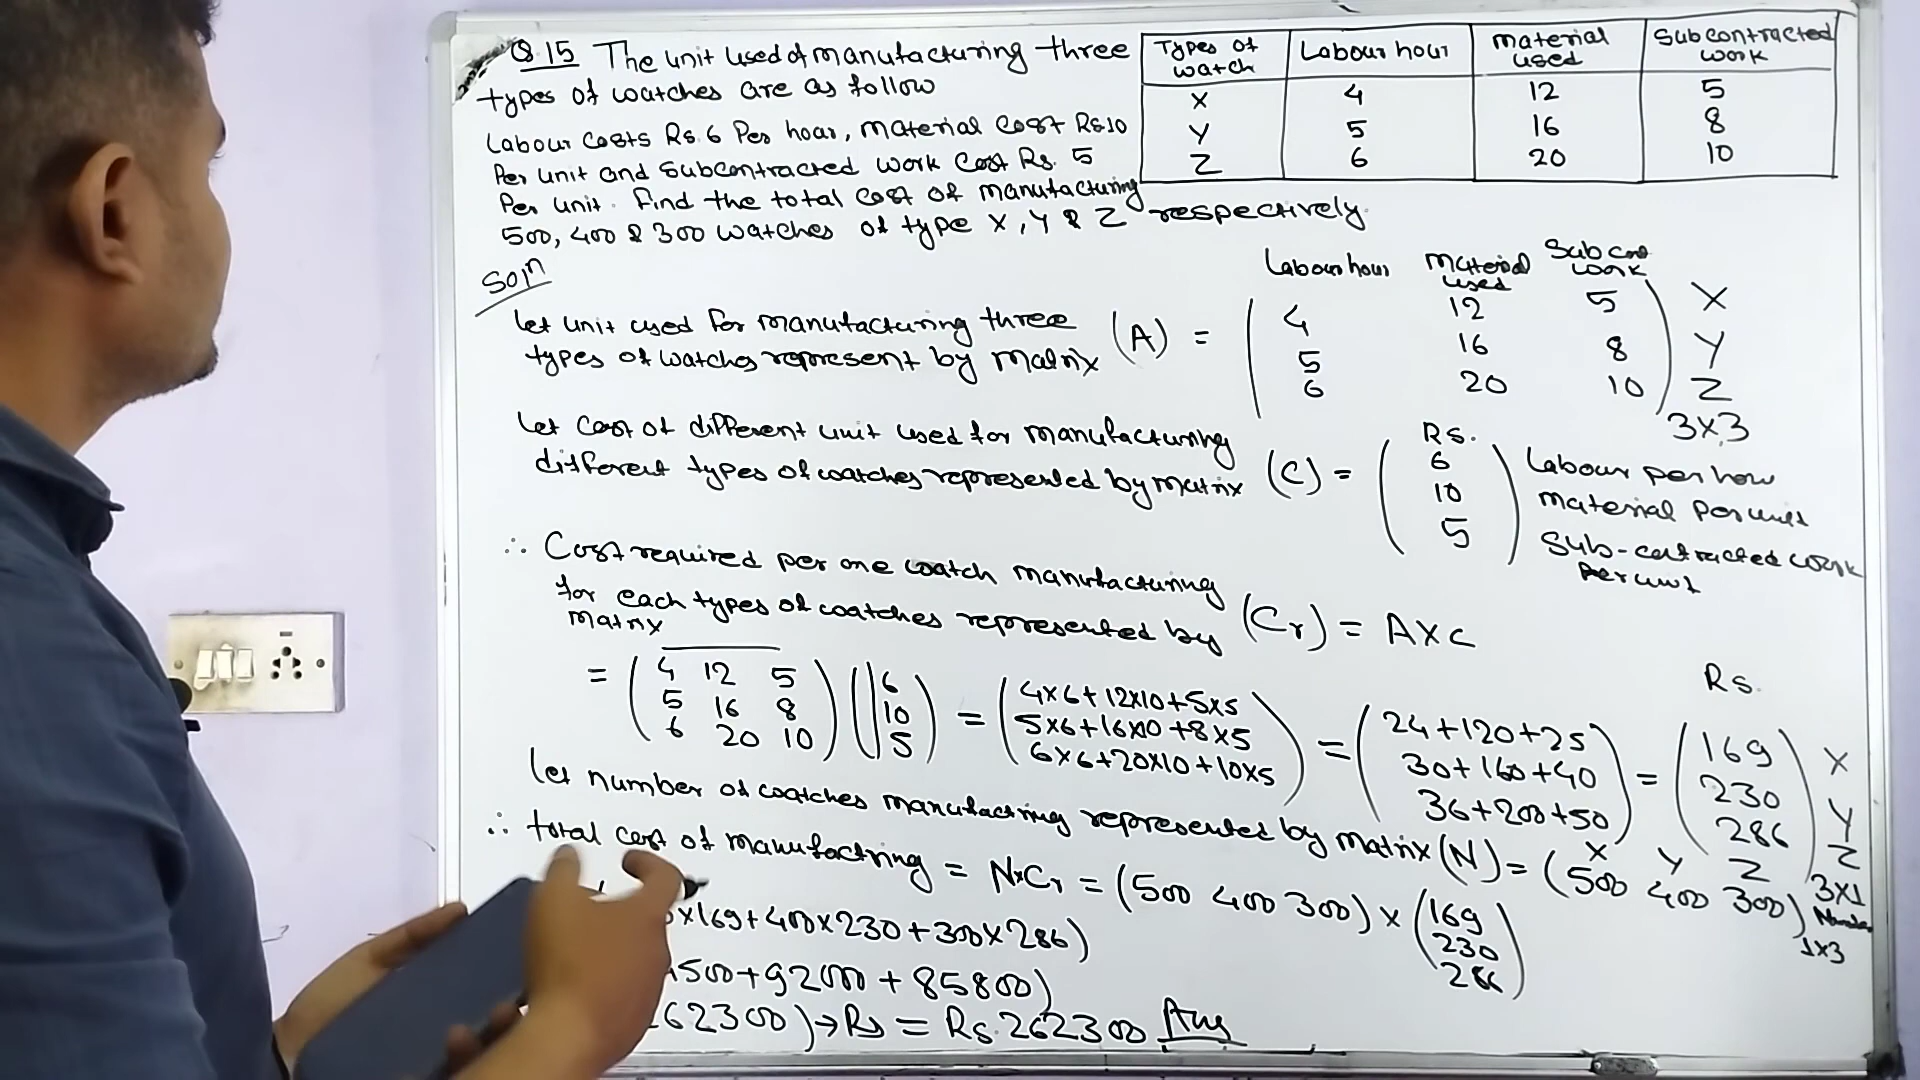 Q.15 The unit used of manufacturing three
types of watches are as follow
Labour costs Rs. 6 Per hour, material cost Rs 10
Per unit and subcontracted work cost Rs. 5
Per unit. Find the total cost of manufacturing
500, 400 & 300 watches of type X, Y & Z respectively.
Types of watch | Labour hour | Material used | Subcontracted work
X 4 12 5
Y 5 16 8
Z 6 20 10
Soln
Labour hour Material used Sub cont work
Let unit used for manufacturing three
types of watches represent by matrix (A) =
4 12 5 X
5 16 8 Y
6 20 10 Z
3×3
Let cost of different unit used for manufacturing
different types of watches represented by matrix (C) =
Rs.
6 Labour per hour
10 Material per unit
5 Sub-contracted work per unit
∴ Cost required per one watch manufacturing
for each types of watches represented by (Cr) = A×C
matrix
= (4 12 5) (6) = (4×6+12×10+5×5) = (24+120+25) = (169) X
(5 16 8) (10) (5×6+16×10+8×5) (30+160+40) (230) Y
(6 20 10) (5) (6×6+20×10+10×5) (36+200+50) (286) Z
Rs.
3×1
Let number of watches manufactring represented by matrix (N) = (500 400 300)
X Y Z
1×3
∴ total cost of manufactring = N×Cr = (500 400 300) × (169
230
286)
×169+400×230+300×286)
500+92000+85800)
62300) → Rs = Rs. 262300 Ans